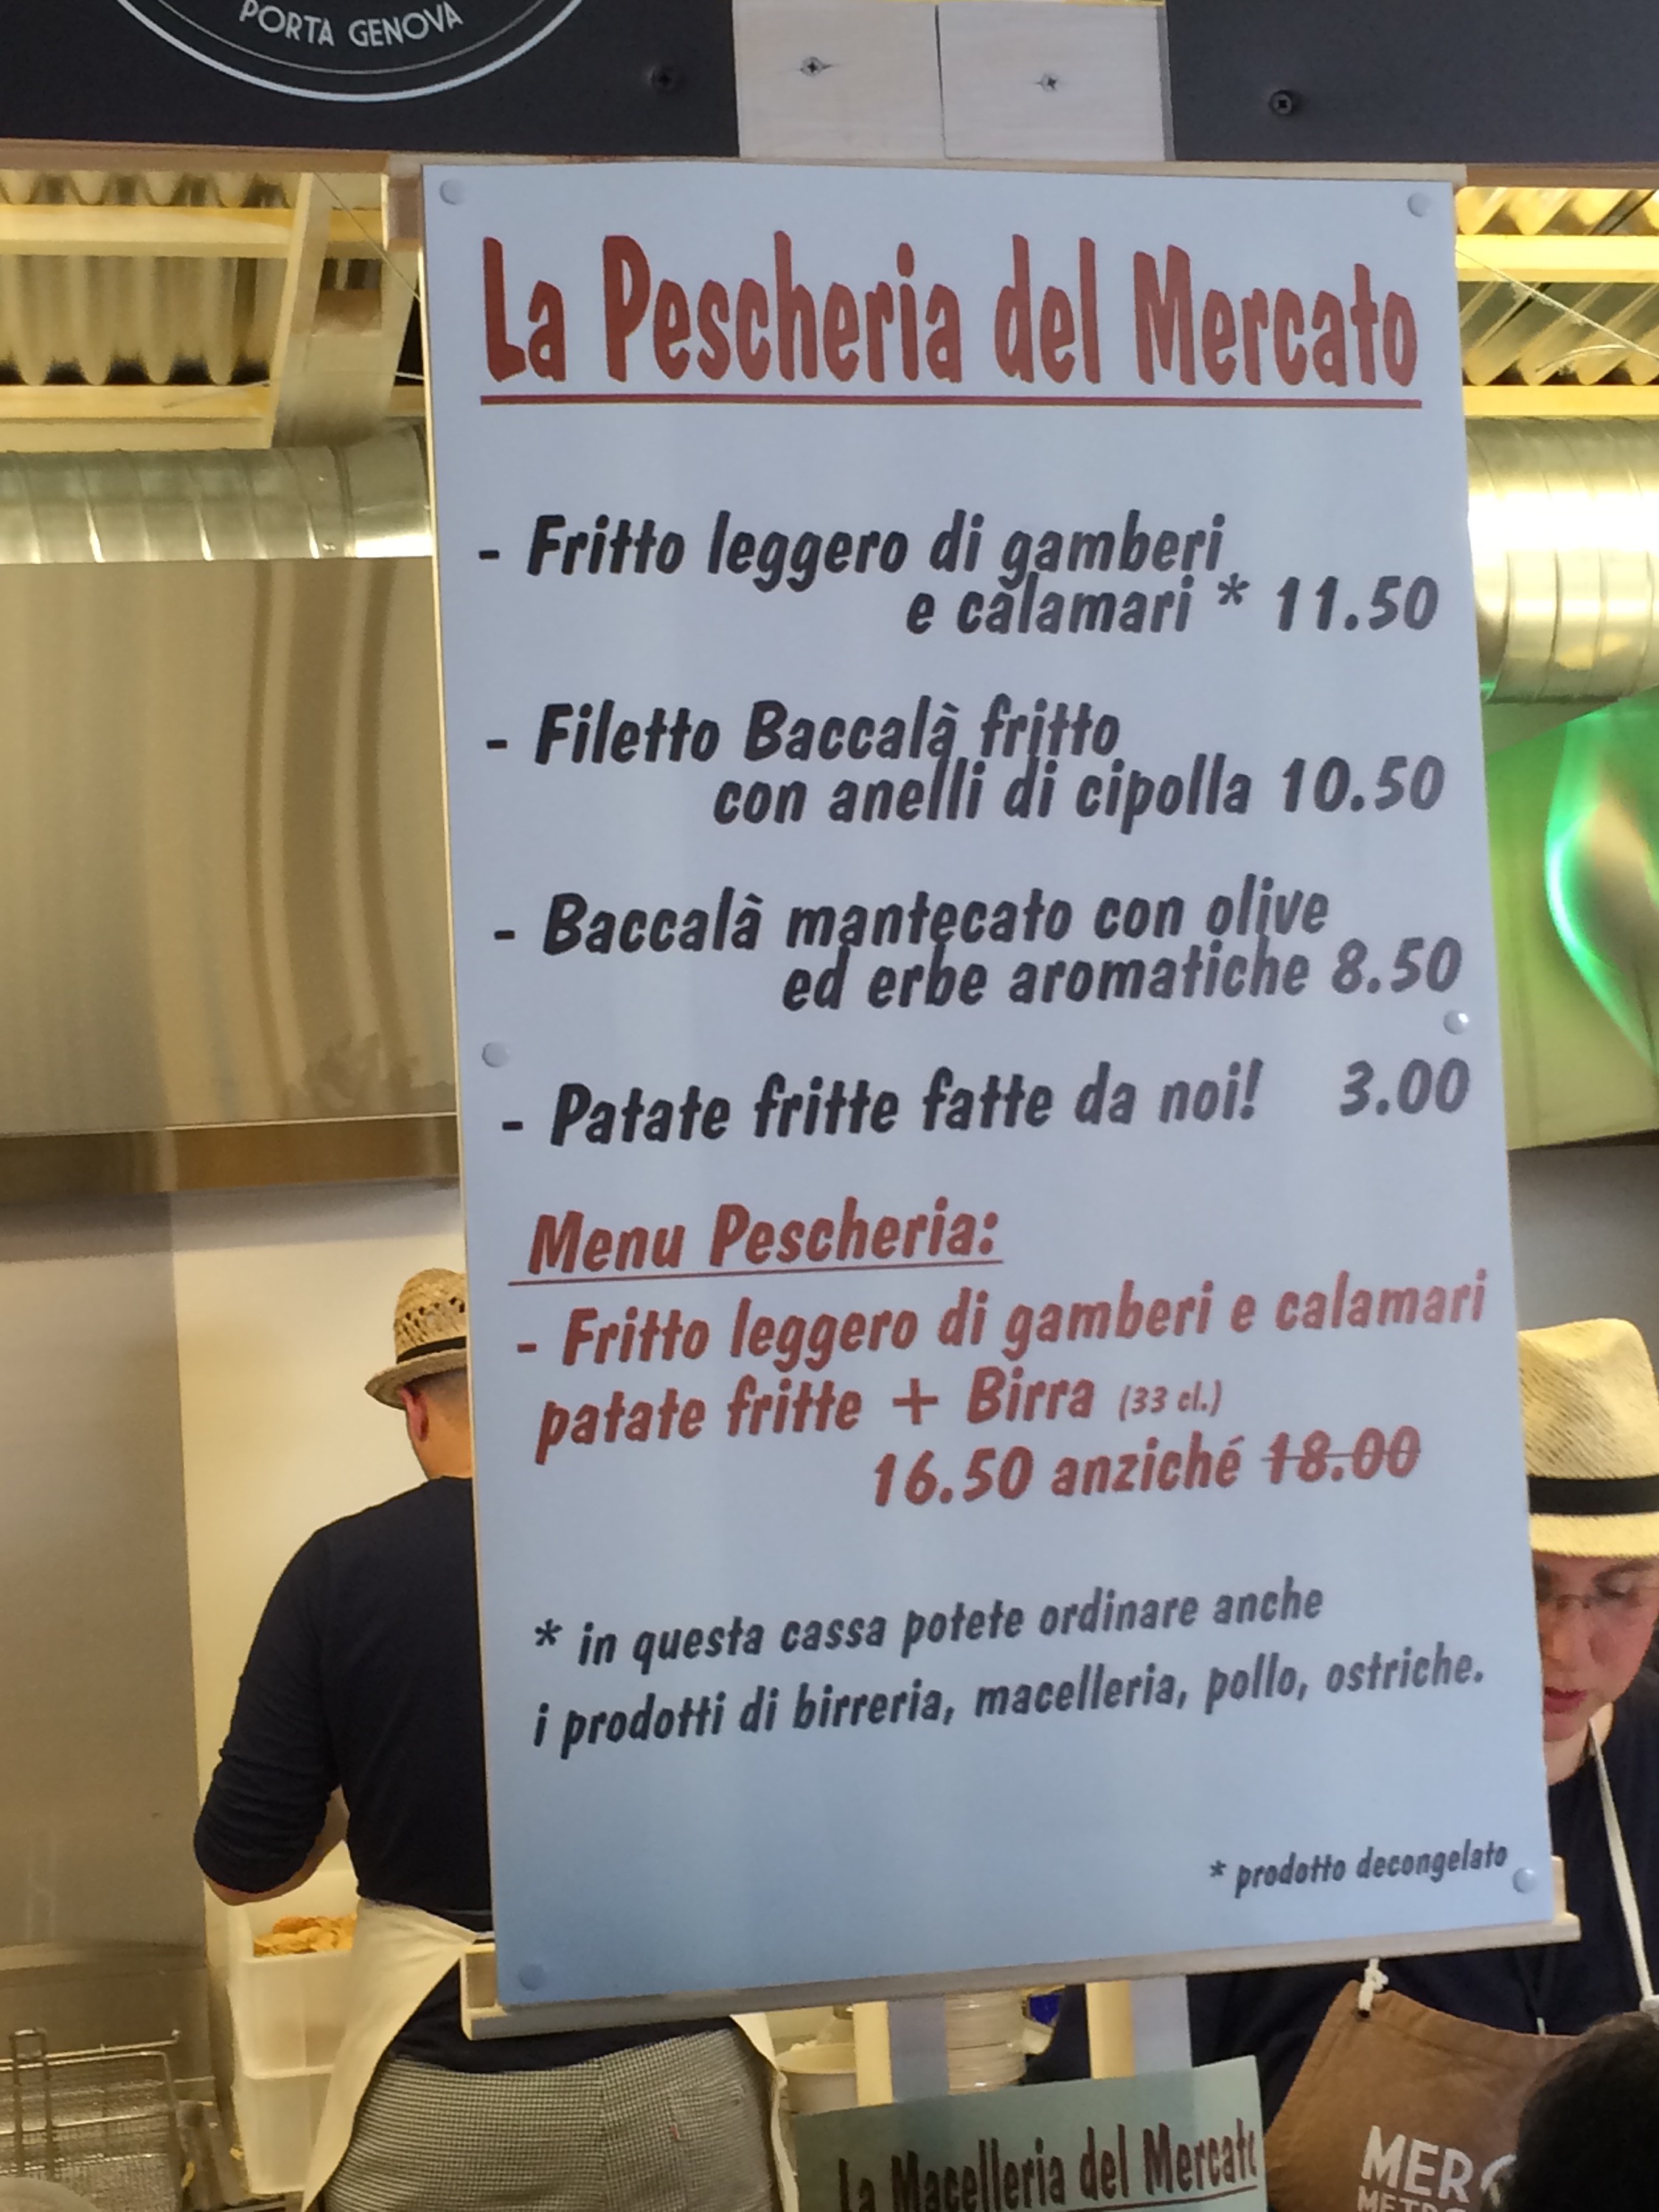 PORTA GENOVA
La Pescheria del Mercato
- Fritto leggero di gamberi
e calamari * 11.50
- Filetto Baccalà fritto
con anelli di cipolla 10.50
- Baccalà mantecato con olive
ed erbe aromatiche 8.50
- Patate fritte fatte da noi! 3.00
Menu Pescheria:
- Fritto leggero di gamberi e calamari
patate fritte + Birra (33 cl.)
16.50 anziché 18.00
* in questa cassa potete ordinare anche
i prodotti di birreria, macelleria, pollo, ostriche.
* prodotto decongelato
La Macelleria del Mercato